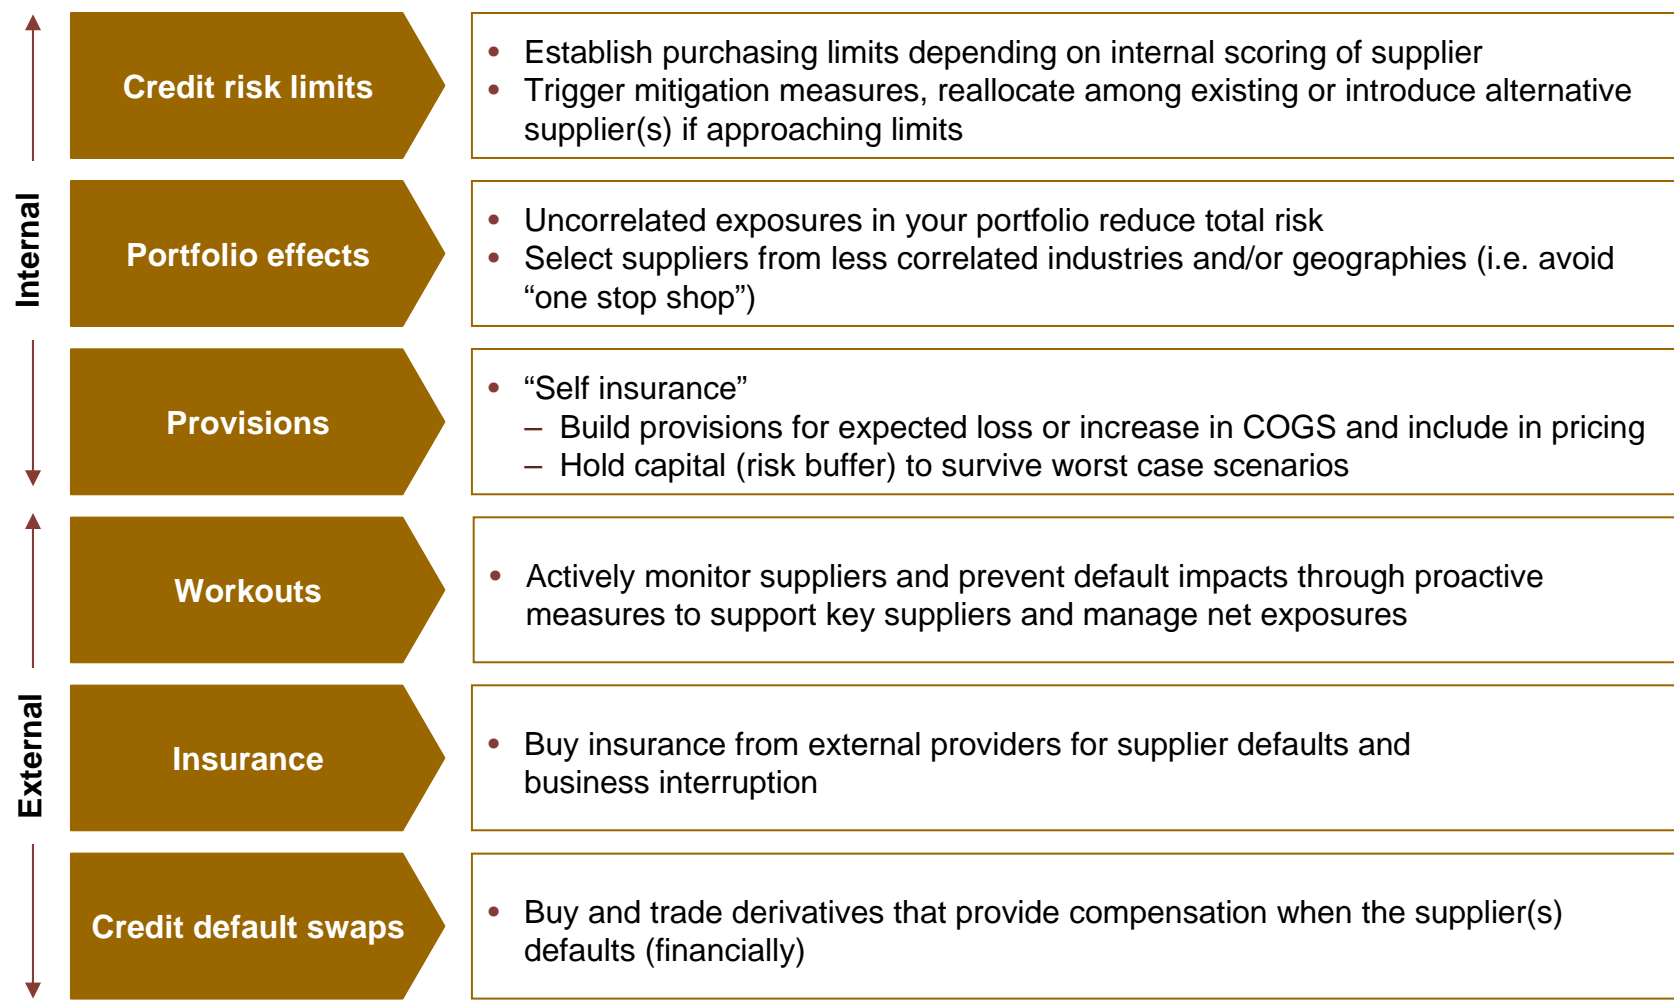 Internal
Credit risk limits
• Establish purchasing limits depending on internal scoring of supplier
• Trigger mitigation measures, reallocate among existing or introduce alternative
supplier(s) if approaching limits
Portfolio effects
• Uncorrelated exposures in your portfolio reduce total risk
• Select suppliers from less correlated industries and/or geographies (i.e. avoid
“one stop shop”)
Provisions
• “Self insurance”
– Build provisions for expected loss or increase in COGS and include in pricing
– Hold capital (risk buffer) to survive worst case scenarios
External
Workouts
• Actively monitor suppliers and prevent default impacts through proactive
measures to support key suppliers and manage net exposures
Insurance
• Buy insurance from external providers for supplier defaults and
business interruption
Credit default swaps
• Buy and trade derivatives that provide compensation when the supplier(s)
defaults (financially)